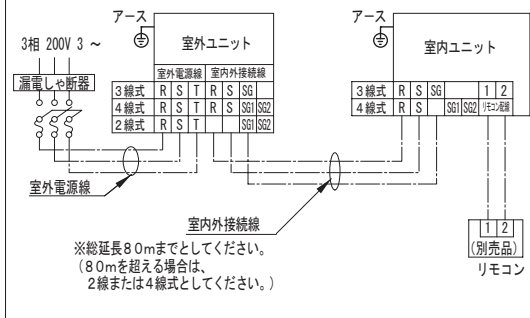 アース
3相 200V 3 ~
漏電しゃ断器
室外ユニット
室外電源線 室内外接続線
3線式 R S T R S SG
4線式 R S T R S SG1 SG2
2線式 R S T SG1 SG2
アース
室内ユニット
3線式 R S SG 1 2
4線式 R S SG1 SG2 リモコン配線
室外電源線
室内外接続線
※総延長80mまでとしてください。
(80mを超える場合は、
2線または4線式としてください。)
1 2
(別売品)
リモコン